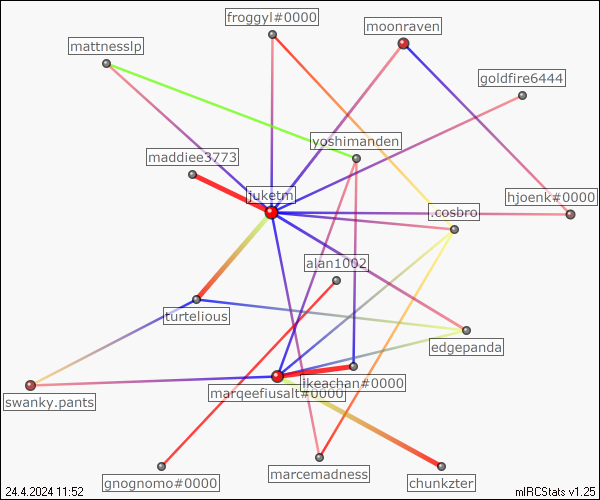 froggyl#0000
moonraven
mattnesslp
goldfire6444
yoshimanden
maddiee3773
juketm
hjoenk#0000
.cosbro
alan1002
turtelious
edgepanda
ikeachan#0000
marqeefiusalt#0000
swanky.pants
marcemadness
chunkzter
gnognomo#0000
24.4.2024 11:52
mIRCStats v1.25